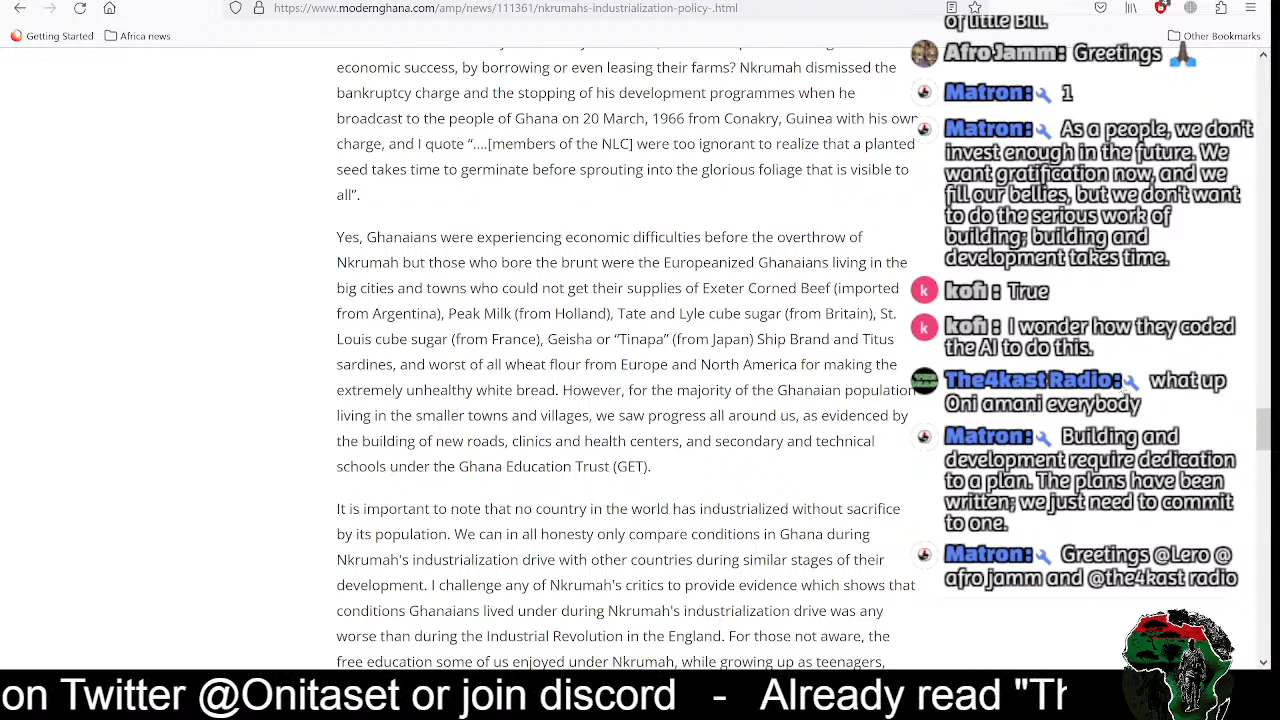 https://www.modernghana.com/amp/news/111361/nkrumahs-industrialization-policy-.html
Getting Started
Africa news
Other Bookmarks
economic success, by borrowing or even leasing their farms? Nkrumah dismissed the
bankruptcy charge and the stopping of his development programmes when he
broadcast to the people of Ghana on 20 March, 1966 from Conakry, Guinea with his own
charge, and I quote “....[members of the NLC] were too ignorant to realize that a planted
seed takes time to germinate before sprouting into the glorious foliage that is visible to
all”.
Yes, Ghanaians were experiencing economic difficulties before the overthrow of
Nkrumah but those who bore the brunt were the Europeanized Ghanaians living in the
big cities and towns who could not get their supplies of Exeter Corned Beef (imported
from Argentina), Peak Milk (from Holland), Tate and Lyle cube sugar (from Britain), St.
Louis cube sugar (from France), Geisha or “Tinapa” (from Japan) Ship Brand and Titus
sardines, and worst of all wheat flour from Europe and North America for making the
extremely unhealthy white bread. However, for the majority of the Ghanaian population
living in the smaller towns and villages, we saw progress all around us, as evidenced by
the building of new roads, clinics and health centers, and secondary and technical
schools under the Ghana Education Trust (GET).
It is important to note that no country in the world has industrialized without sacrifice
by its population. We can in all honesty only compare conditions in Ghana during
Nkrumah's industrialization drive with other countries during similar stages of their
development. I challenge any of Nkrumah's critics to provide evidence which shows that
conditions Ghanaians lived under during Nkrumah's industrialization drive was any
worse than during the Industrial Revolution in the England. For those not aware, the
free education some of us enjoyed under Nkrumah, while growing up as teenagers,
of little Bill.
Afro Jamm: Greetings
Matron: 1
Matron: As a people, we don't
invest enough in the future. We
want gratification now, and we
fill our bellies, but we don't want
to do the serious work of
building; building and
development takes time.
k kofi : True
k kofi : I wonder how they coded
the AI to do this.
The4kast Radio: what up
Oni amani everybody
Matron: Building and
development require dedication
to a plan. The plans have been
written; we just need to commit
to one.
Matron: Greetings @Lero @
afro jamm and @the4kast radio
on Twitter @Onitaset or join discord - Already read "Th